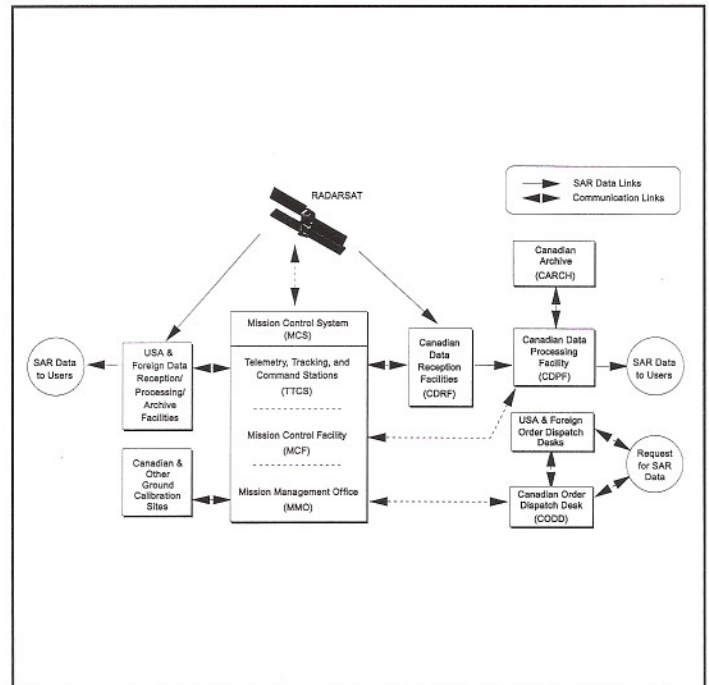 RADARSAT
SAR Data Links
Communication Links
Canadian
Archive
(CARCH)
Mission Control System
(MCS)
Telemetry, Tracking, and
Command Stations
(TTCS)
Mission Control Facility
(MCF)
Mission Management Office
(MMO)
SAR Data
to Users
USA &
Foreign Data
Reception/
Processing/
Archive
Facilities
Canadian &
Other
Ground
Calibration
Sites
Canadian
Data
Reception
Facilities
(CDRF)
Canadian Data
Processing
Facility
(CDPF)
SAR Data
to Users
USA & Foreign
Order Dispatch
Desks
Request
for SAR
Data
Canadian Order
Dispatch Desk
(CODD)